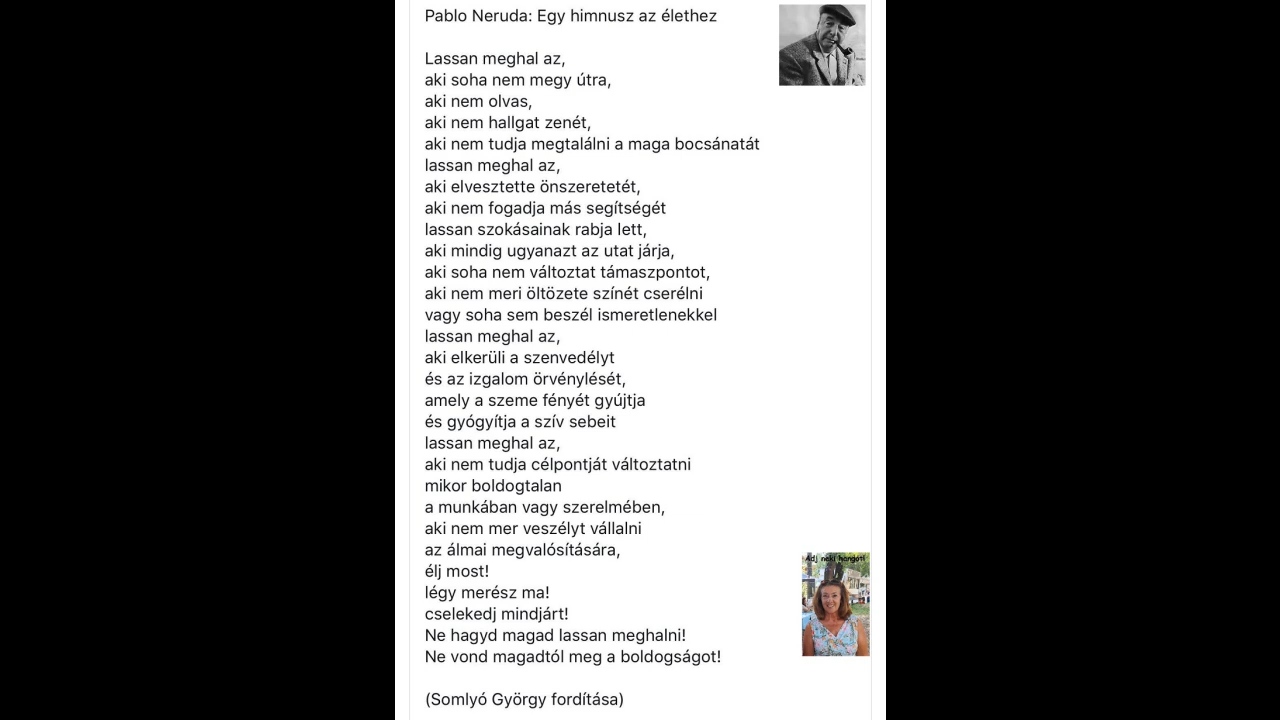 Pablo Neruda: Egy himnusz az élethez
Lassan meghal az,
aki soha nem megy útra,
aki nem olvas,
aki nem hallgat zenét,
aki nem tudja megtalálni a maga bocsánatát
lassan meghal az,
aki elvesztette önszeretetét,
aki nem fogadja más segítségét
lassan szokásainak rabja lett,
aki mindig ugyanazt az utat járja,
aki soha nem változtat támaszpontot,
aki nem meri öltözete színét cserélni
vagy soha sem beszél ismeretlenekkel
lassan meghal az,
aki elkerüli a szenvedélyt
és az izgalom örvénylését,
amely a szeme fényét gyújtja
és gyógyítja a szív sebeit
lassan meghal az,
aki nem tudja célpontját változtatni
mikor boldogtalan
a munkában vagy szerelmében,
aki nem mer veszélyt vállalni
az álmai megvalósítására,
élj most!
légy merész ma!
cselekedj mindjárt!
Ne hagyd magad lassan meghalni!
Ne vond magadtól meg a boldogságot!
(Somlyó György fordítása)
Adj neki hangot!